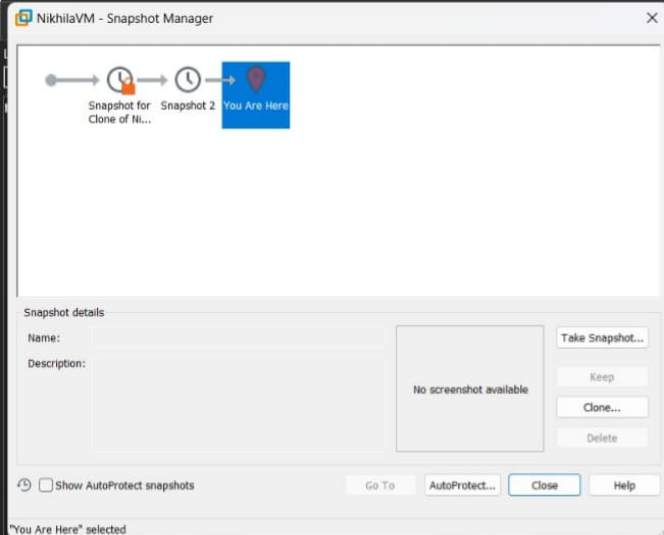 NikhilaVM - Snapshot Manager
Snapshot for
Clone of Ni...
Snapshot 2
You Are Here
Snapshot details
Name:
Description:
No screenshot available
Take Snapshot...
Keep
Clone...
Delete
Show AutoProtect snapshots
Go To
AutoProtect...
Close
Help
"You Are Here" selected